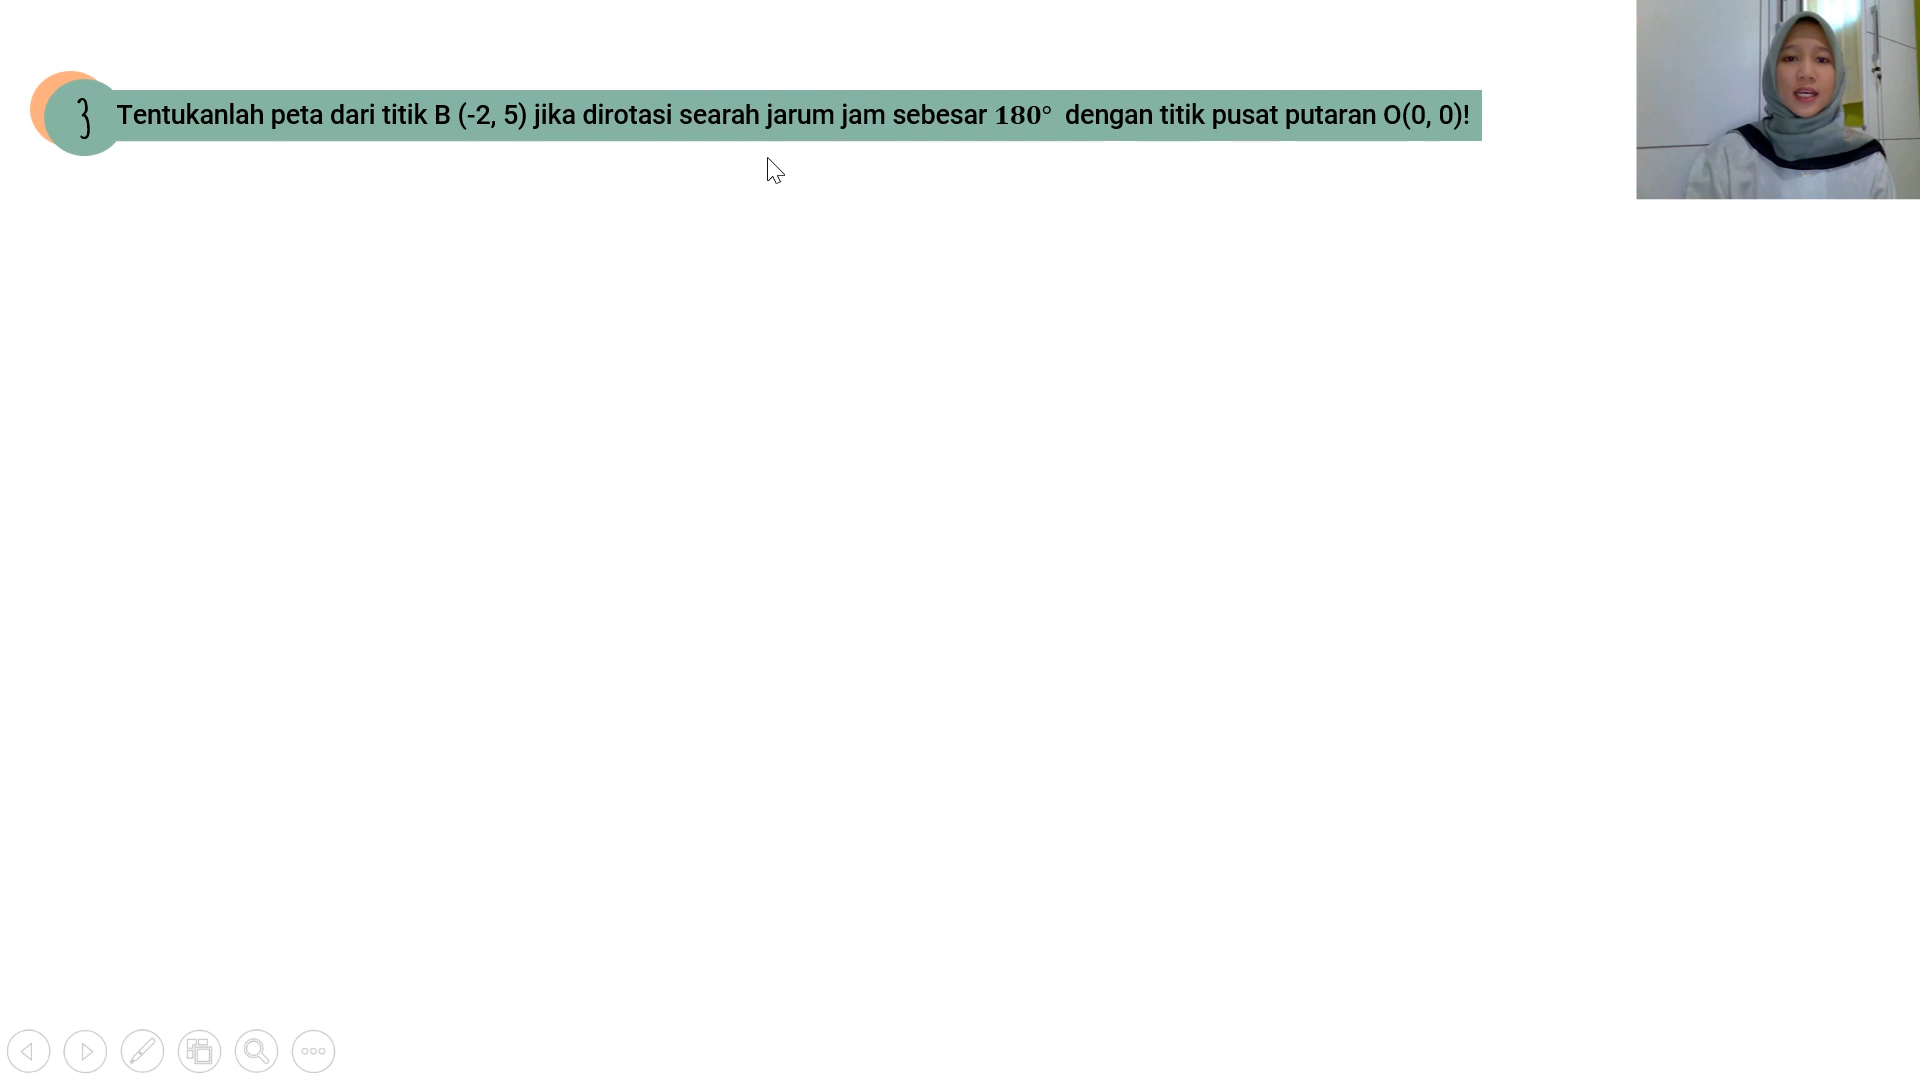 3
Tentukanlah peta dari titik B (-2, 5) jika dirotasi searah jarum jam sebesar 180° dengan titik pusat putaran O(0, 0)!